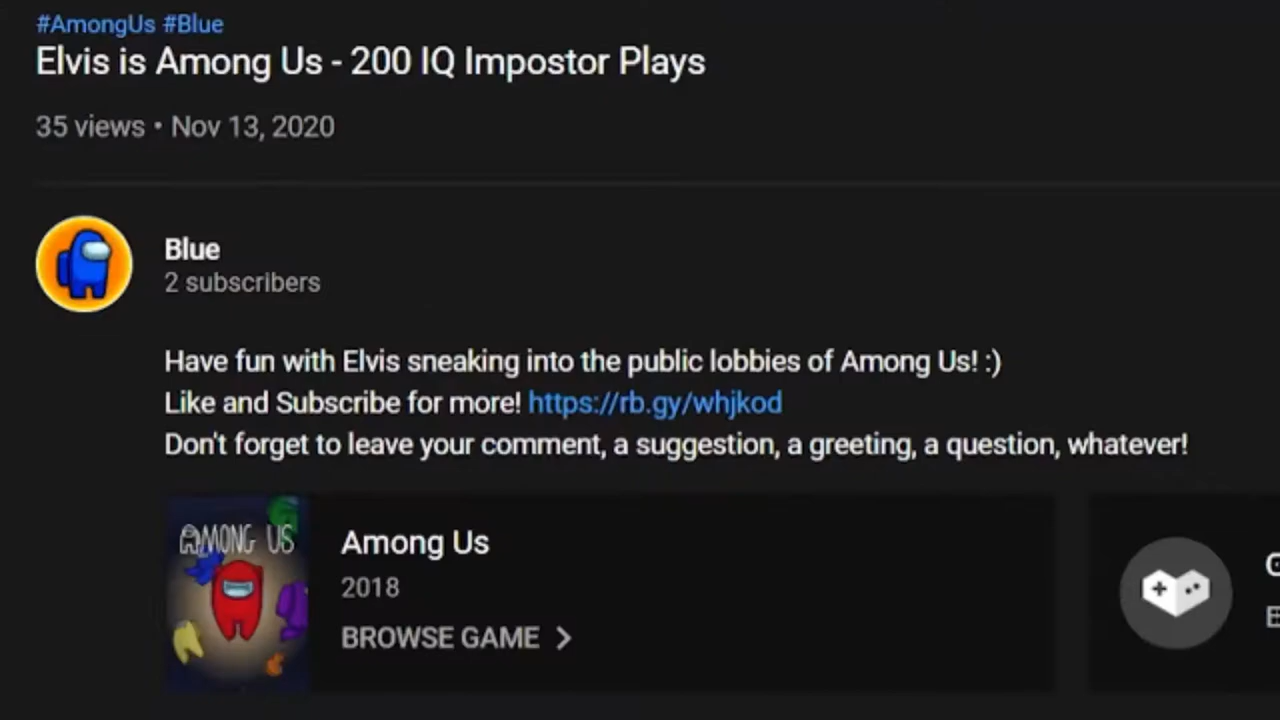 #AmongUs #Blue
Elvis is Among Us - 200 IQ Impostor Plays
35 views • Nov 13, 2020
Blue
2 subscribers
Have fun with Elvis sneaking into the public lobbies of Among Us! :)
Like and Subscribe for more! https://rb.gy/whjkod
Don't forget to leave your comment, a suggestion, a greeting, a question, whatever!
AMONG US
Among Us
2018
BROWSE GAME